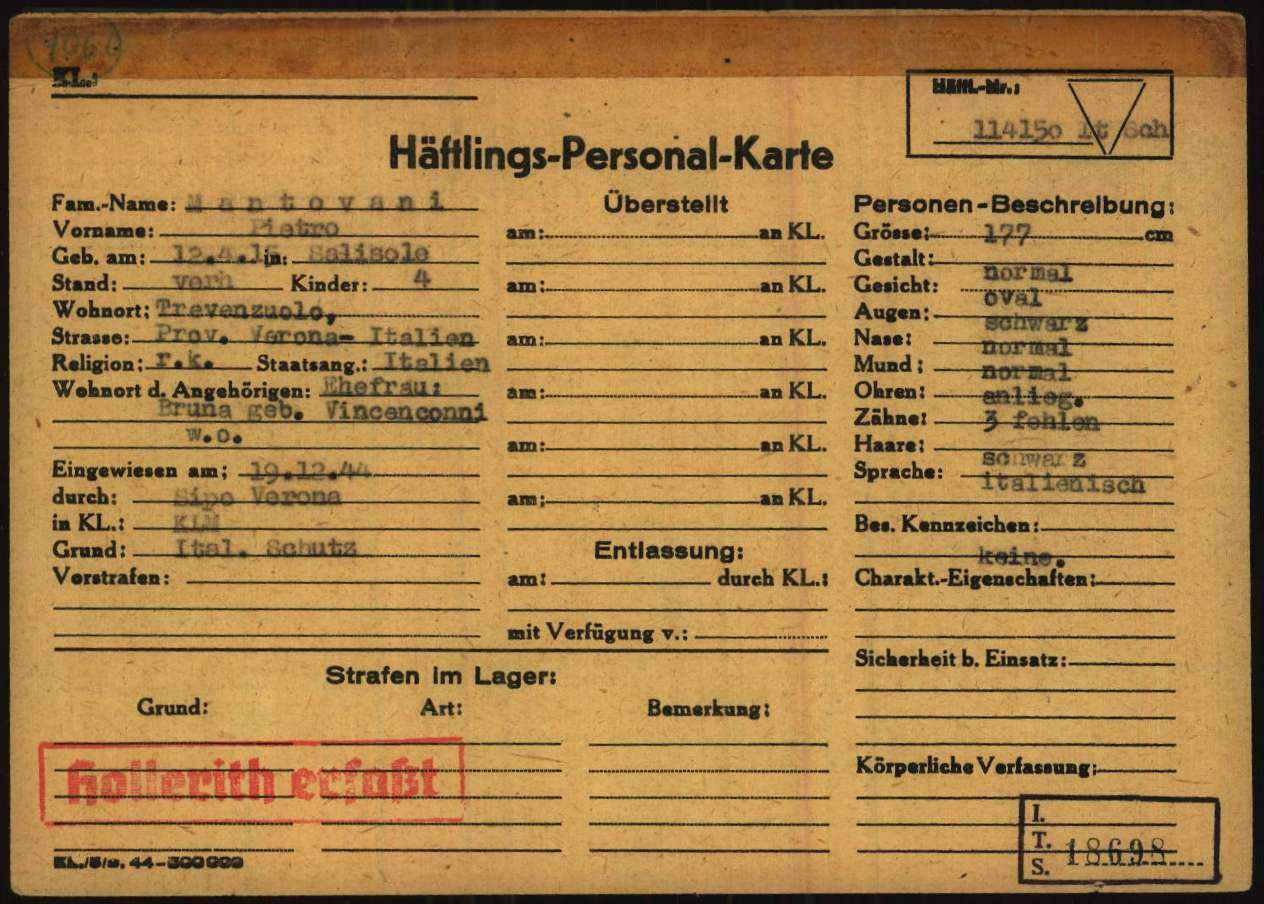 KL.:
Häftl.-Nr.:
114150 It Sch
Häftlings-Personal-Karte
Fam.-Name: Mantovani
Vorname: Pietro
Geb. am: 12.4.15 in: Salisole
Stand: verh Kinder: 4
Wohnort: Trevenzuolo,
Strasse: Prov. Verona- Italien
Religion: r.k. Staatsang.: Italien
Wohnort d. Angehörigen: Ehefrau:
Bruna geb. Vincenconni
w.o.
Eingewiesen am: 19.12.44
durch: Sipo Verona
in KL.: KLM
Grund: Ital. Schutz
Vorstrafen:
Überstellt
am: an KL.
am: an KL.
am: an KL.
am: an KL.
am: an KL.
am: an KL.
Entlassung:
am: durch KL.:
mit Verfügung v.:
Personen-Beschreibung:
Grösse: 177 cm
Gestalt: normal
Gesicht: oval
Augen: schwarz
Nase: normal
Mund: normal
Ohren: anlieg.
Zähne: 3 fehlen
Haare: schwarz
Sprache: italienisch
Bes. Kennzeichen:
keine.
Charakt.-Eigenschaften:
Sicherheit b. Einsatz:
Körperliche Verfassung:
Strafen im Lager:
Grund: Art: Bemerkung:
Hollerith erfaßt
I.
T. 18698
S.